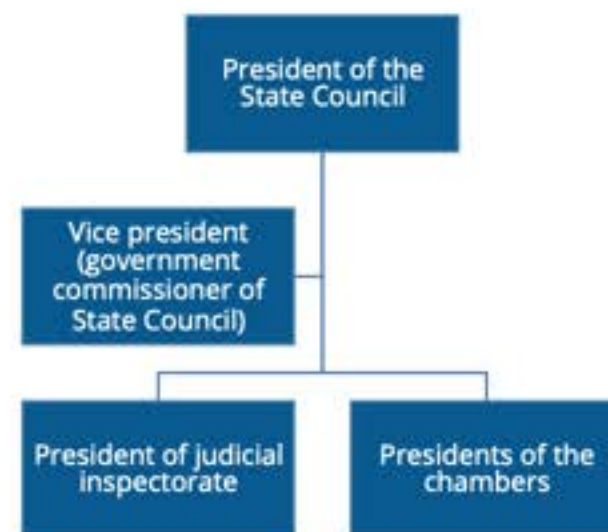 President of the
State Council
Vice president
(government
commissioner of
State Council)
President of judicial
inspectorate
Presidents of the
chambers